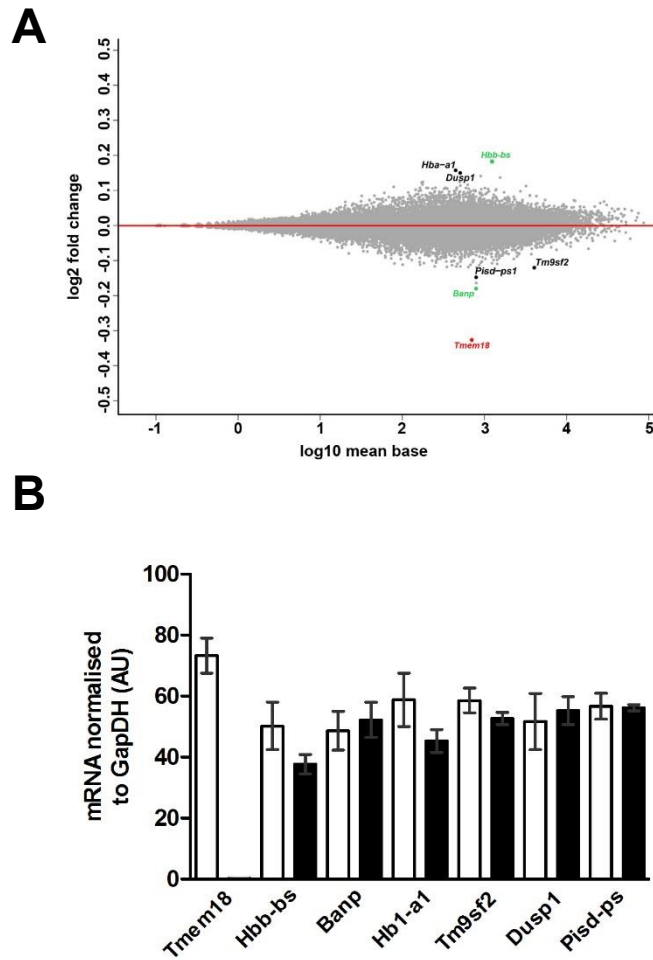 A
0.5
0.4
0.3
0.2
0.1
0.0
-0.1
-0.2
-0.3
-0.4
-0.5
log2 fold change
Hbb-bs
Hba-a1
Dusp1
Tm9sf2
Pisd-ps1
Banp
Tmem18
-1 0 1 2 3 4 5
log10 mean base
B
100
80
60
40
20
0
mRNA normalised
to GapDH (AU)
Tmem18 Hbb-bs Banp Hb1-a1 Tm9sf2 Dusp1 Pisd-ps